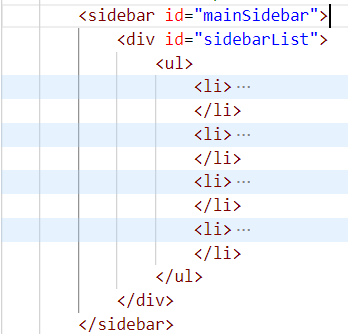 <sidebar id="mainSidebar">
<div id="sidebarList">
<ul>
<li>···
</li>
<li>···
</li>
<li>···
</li>
<li>···
</li>
</ul>
</div>
</sidebar>